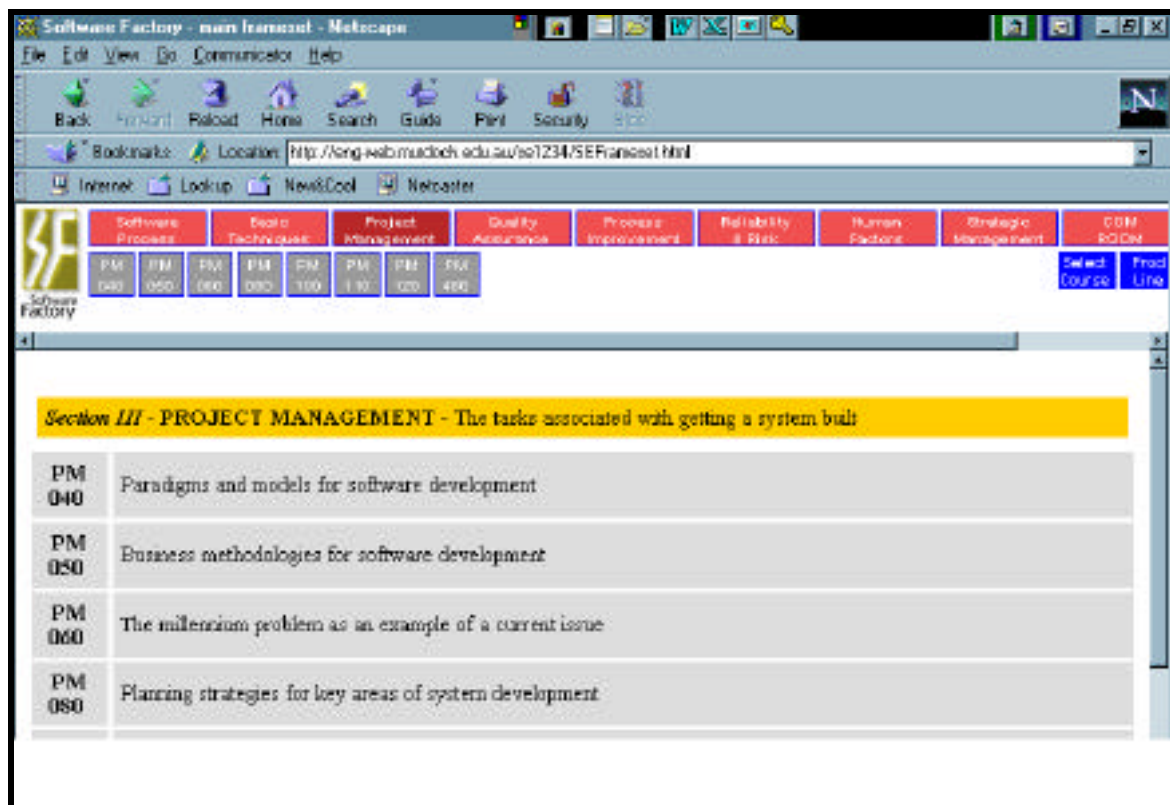 Software Factory - main frameset - Netscape
File Edit View Go Communicator Help
Back Forward Reload Home Search Guide Print Security Stop
N
Bookmarks Location: http://eng-web.murdoch.edu.au/se1234/SEFrameset.html
Internet Lookup New&Cool Netcaster
SF
Software Factory
Software Process
Basic Techniques
Project Management
Quality Assurance
Process Improvement
Reliability & Risk
Human Factors
Strategic Management
COM ROOM
PM 040
PM 050
PM 060
PM 080
PM 100
PM 110
PM
PM
Select Course
Prod Line
Section III - PROJECT MANAGEMENT - The tasks associated with getting a system built
PM 040
Paradigms and models for software development
PM 050
Business methodologies for software development
PM 060
The millennium problem as an example of a current issue
PM 080
Planning strategies for key areas of system development